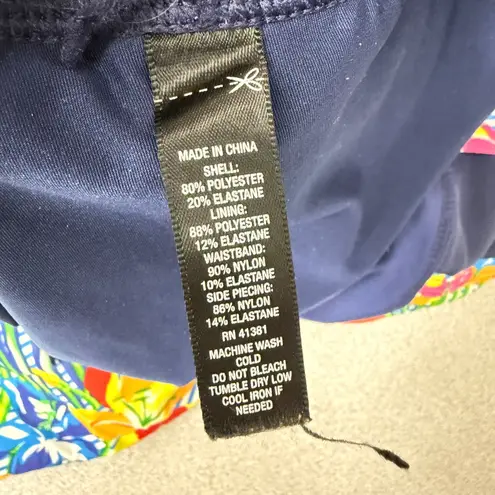 MADE IN CHINA
SHELL:
80% POLYESTER
20% ELASTANE
LINING:
88% POLYESTER
12% ELASTANE
WAISTBAND:
90% NYLON
10% ELASTANE
SIDE PIECING:
86% NYLON
14% ELASTANE
RN 41381
MACHINE WASH
COLD
DO NOT BLEACH
TUMBLE DRY LOW
COOL IRON IF
NEEDED